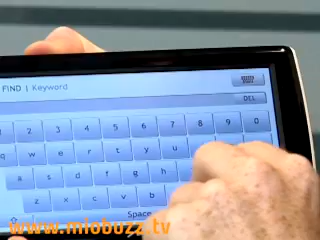 FIND | Keyword
DEL
1 2 3 4 5 6 7 8 9 0
q w e r t y u i o
a s d f g h
z x c v b
Space
www.miobuzz.tv